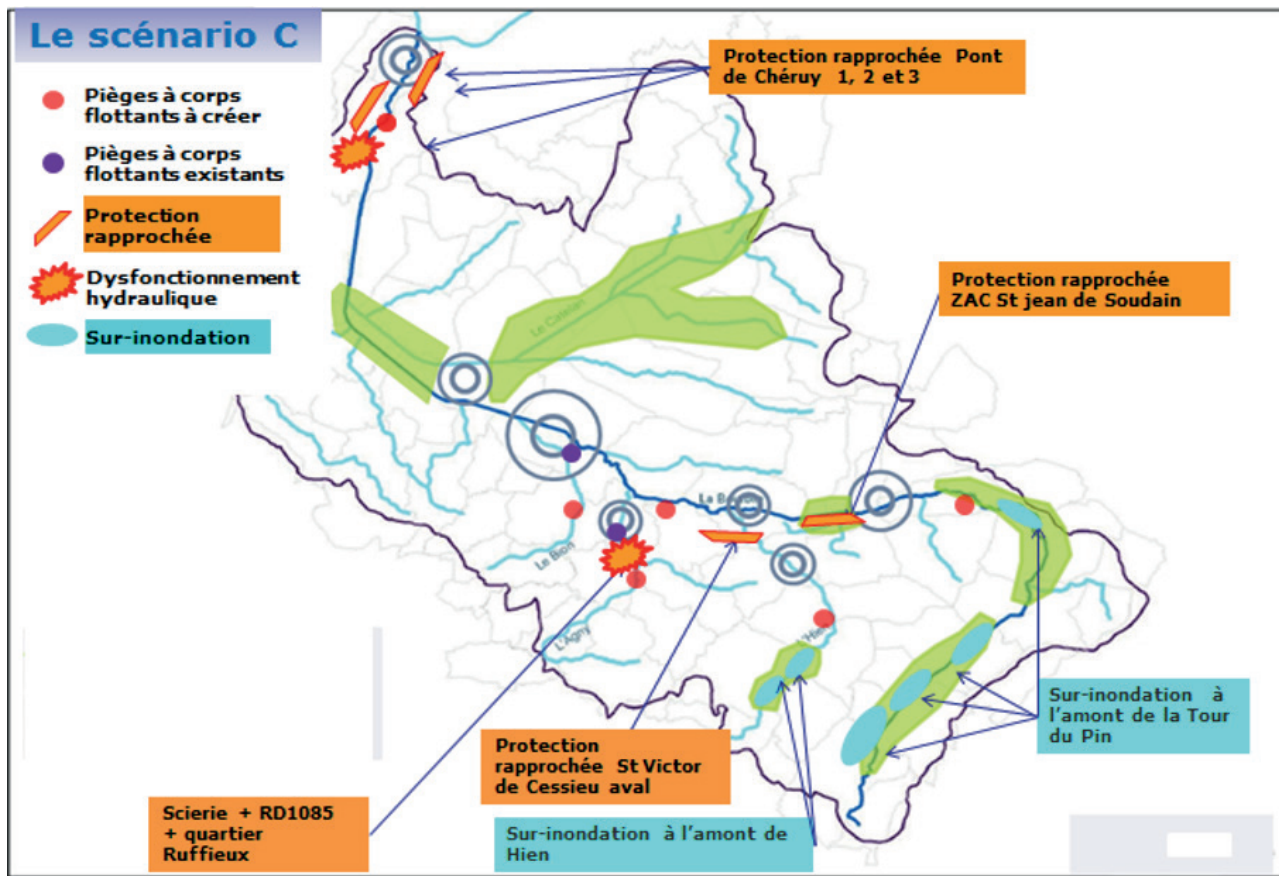 Le scénario C
Pièges à corps
flottants à créer
Pièges à corps
flottants existants
Protection
rapprochée
Dysfonctionnement
hydraulique
Sur-inondation
Protection rapprochée Pont
de Chéruy 1, 2 et 3
Protection rapprochée
ZAC St jean de Soudain
Le Catelan
La Bourbre
Le Bion
L'Agny
L'Hien
Sur-inondation à
l'amont de la Tour
du Pin
Protection
rapprochée St Victor
de Cessieu aval
Scierie + RD1085
+ quartier
Ruffieux
Sur-inondation à l'amont de
Hien